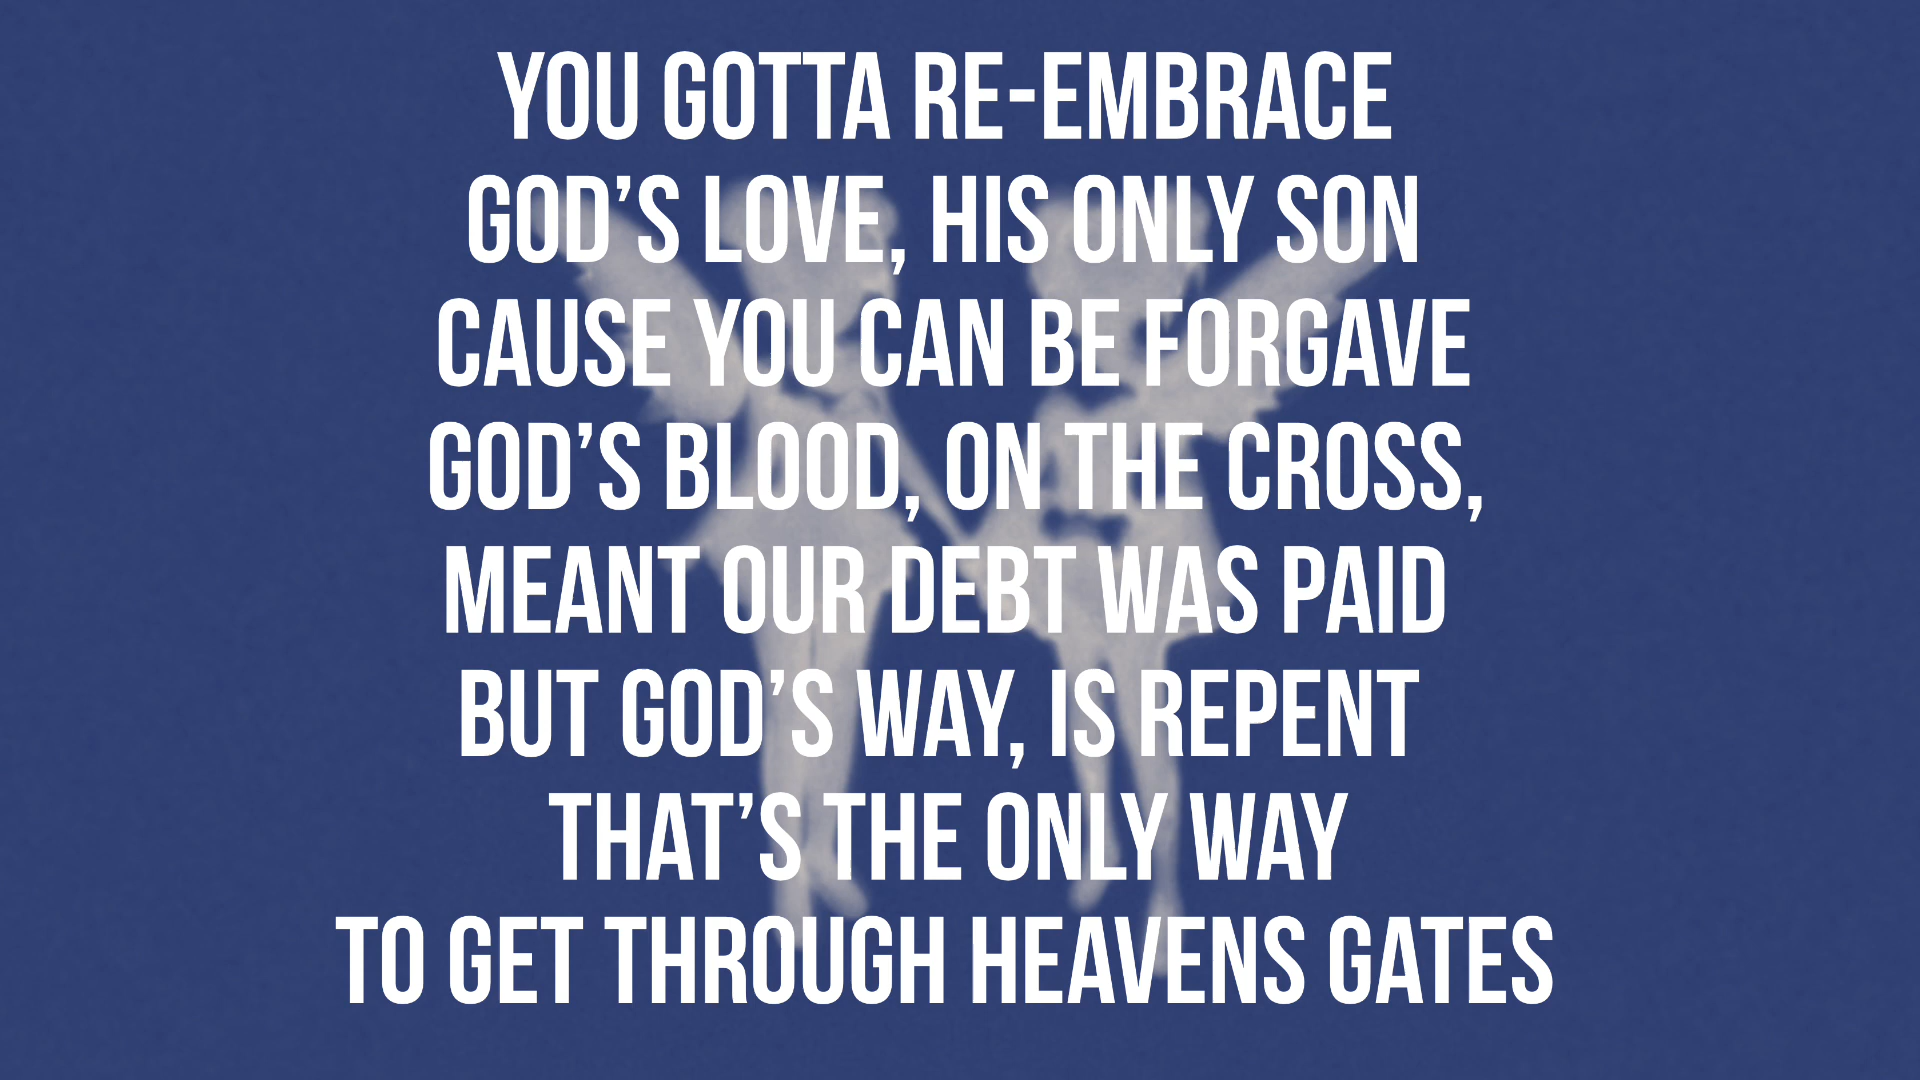 YOU GOTTA RE-EMBRACE
GOD’S LOVE, HIS ONLY SON
CAUSE YOU CAN BE FORGAVE
GOD’S BLOOD, ON THE CROSS,
MEANT OUR DEBT WAS PAID
BUT GOD’S WAY, IS REPENT
THAT’S THE ONLY WAY
TO GET THROUGH HEAVENS GATES